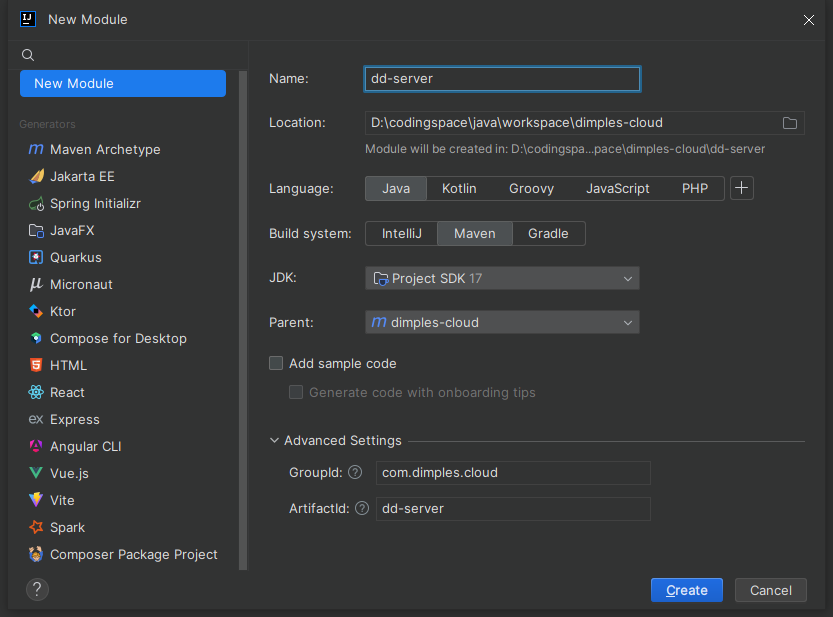 New Module
New Module
Generators
Maven Archetype
Jakarta EE
Spring Initializr
JavaFX
Quarkus
Micronaut
Ktor
Compose for Desktop
HTML
React
Express
Angular CLI
Vue.js
Vite
Spark
Composer Package Project
Name: dd-server
Location: D:\codingspace\java\workspace\dimples-cloud
Module will be created in: D:\codingspa...pace\dimples-cloud\dd-server
Language: Java Kotlin Groovy JavaScript PHP
Build system: IntelliJ Maven Gradle
JDK: Project SDK 17
Parent: dimples-cloud
Add sample code
Generate code with onboarding tips
Advanced Settings
GroupId: ? com.dimples.cloud
ArtifactId: ? dd-server
? Create Cancel